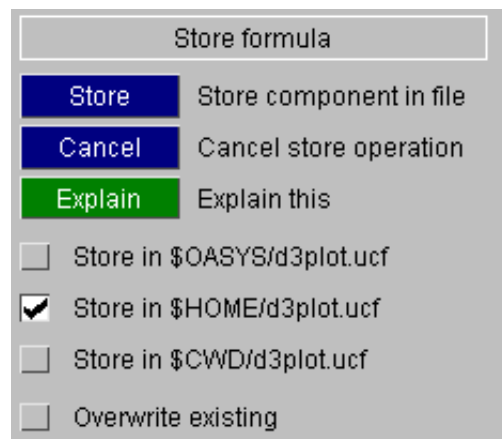 Store formula
Store Store component in file
Cancel Cancel store operation
Explain Explain this
Store in $OASYS/d3plot.ucf
Store in $HOME/d3plot.ucf
Store in $CWD/d3plot.ucf
Overwrite existing